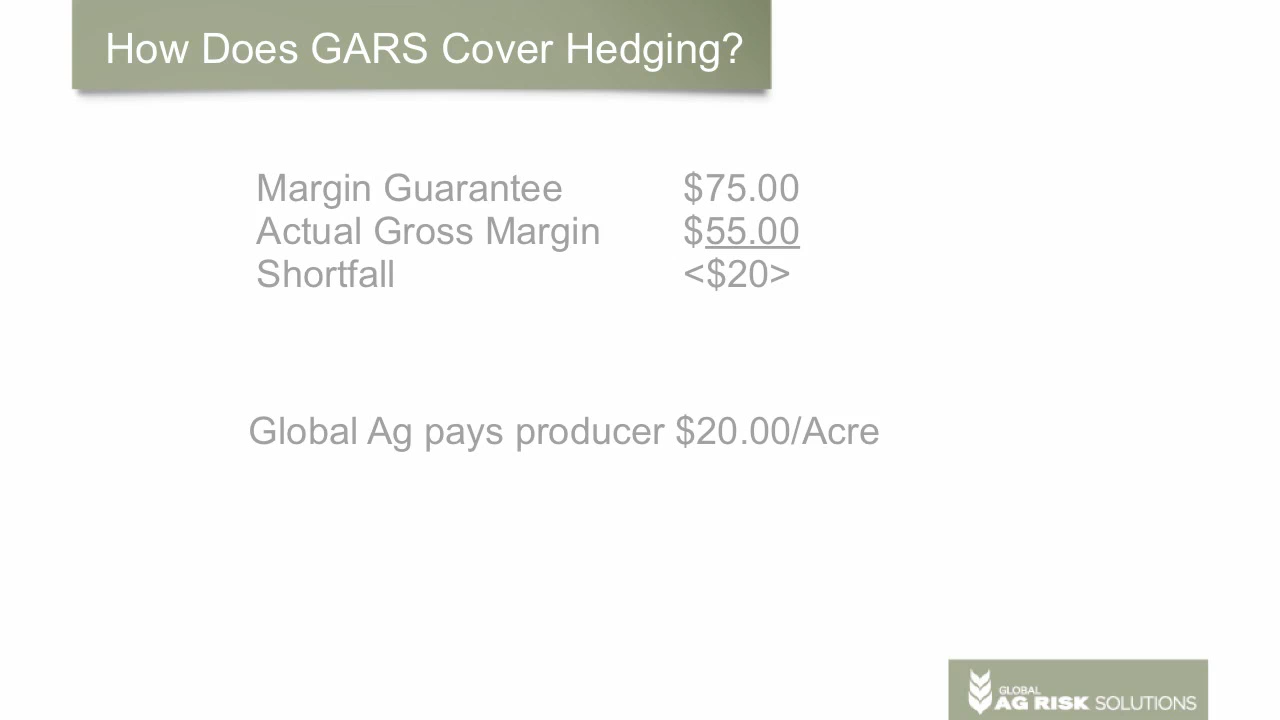 How Does GARS Cover Hedging?
Margin Guarantee $75.00
Actual Gross Margin $55.00
Shortfall <$20>
Global Ag pays producer $20.00/Acre
GLOBAL
AG RISK SOLUTIONS